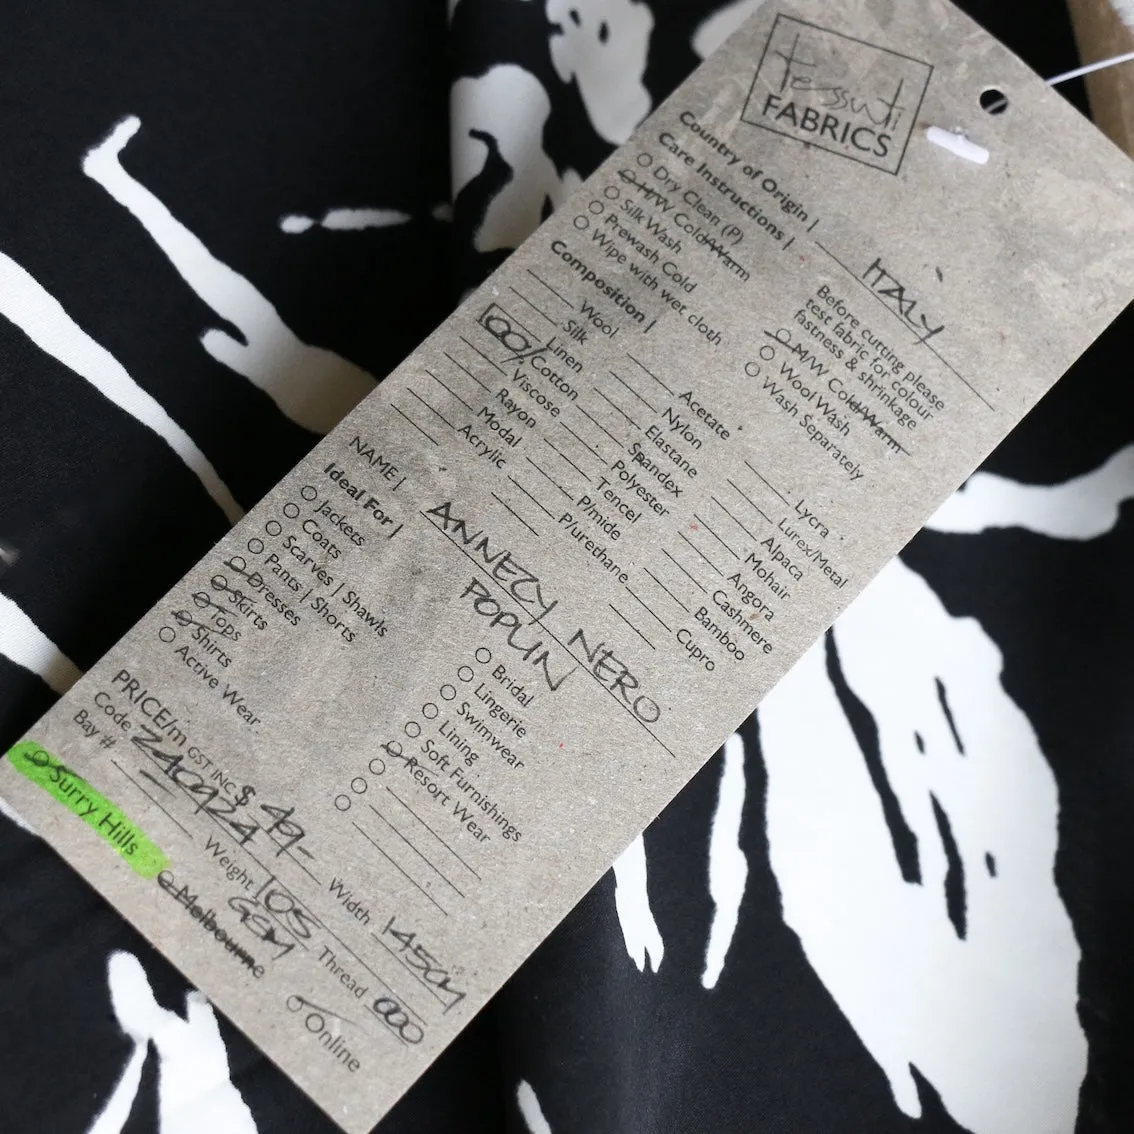 tessuti
FABRICS
Country of Origin | ITALY
Care Instructions |
Dry Clean (P)
H/W Cold/Warm
Silk Wash
Prewash Cold
Wipe with wet cloth
Before cutting please
test fabric for colour
fastness & shrinkage
M/W Cold/Warm
Wool Wash
Wash Separately
Composition |
Wool
Silk
Linen
100% Cotton
Viscose
Rayon
Modal
Acrylic
Acetate
Nylon
Elastane
Spandex
Polyester
Tencel
P/mide
P/urethane
Lycra
Lurex/Metal
Alpaca
Mohair
Angora
Cashmere
Bamboo
Cupro
NAME | ANNECY NERO
POPLIN
Ideal For |
Jackets
Coats
Scarves | Shawls
Pants | Shorts
Dresses
Skirts
Tops
Shirts
Active Wear
Bridal
Lingerie
Swimwear
Lining
Soft Furnishings
Resort Wear
PRICE/m GST INC. $ 49- Width 145cm
Code 240924 Weight 105 GSM Thread
Bay #
Surry Hills
Melbourne
Online